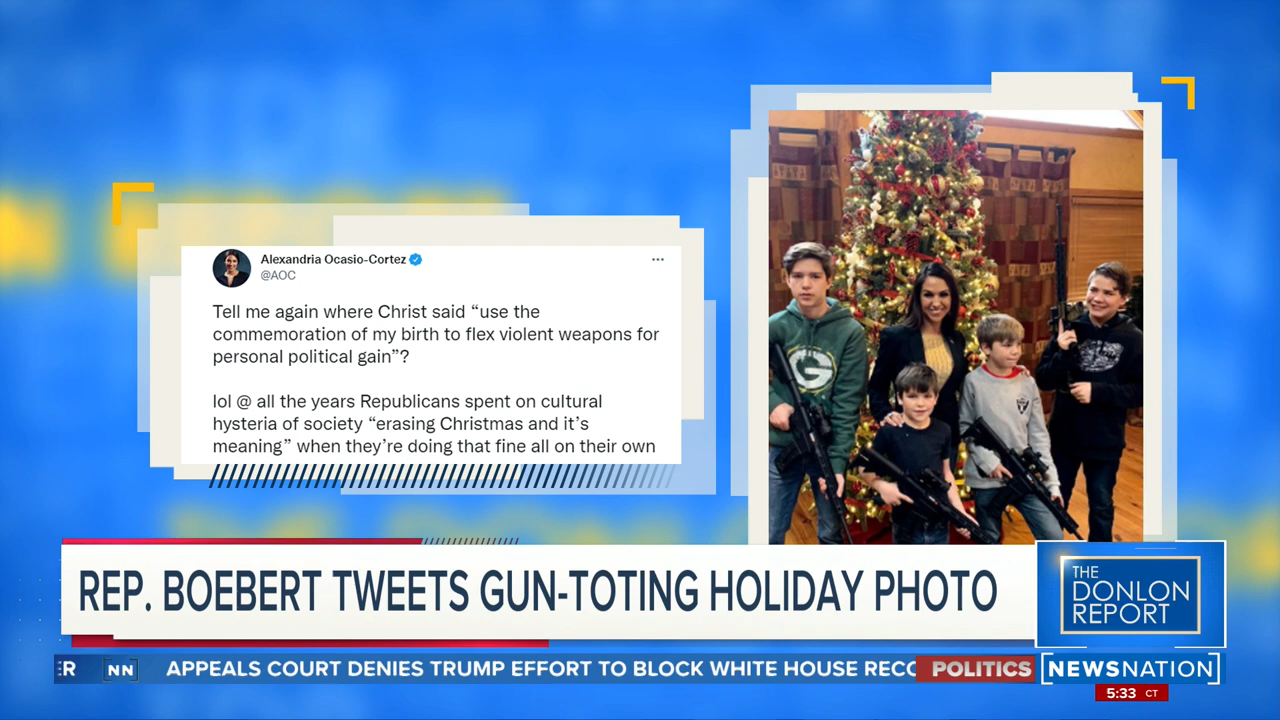 Alexandria Ocasio-Cortez
@AOC
Tell me again where Christ said “use the
commemoration of my birth to flex violent weapons for
personal political gain”?
lol @ all the years Republicans spent on cultural
hysteria of society “erasing Christmas and it’s
meaning” when they’re doing that fine all on their own
G
REP. BOEBERT TWEETS GUN-TOTING HOLIDAY PHOTO
THE
DONLON
REPORT
ER NN APPEALS COURT DENIES TRUMP EFFORT TO BLOCK WHITE HOUSE RECO
POLITICS
NEWSNATION
5:33 CT